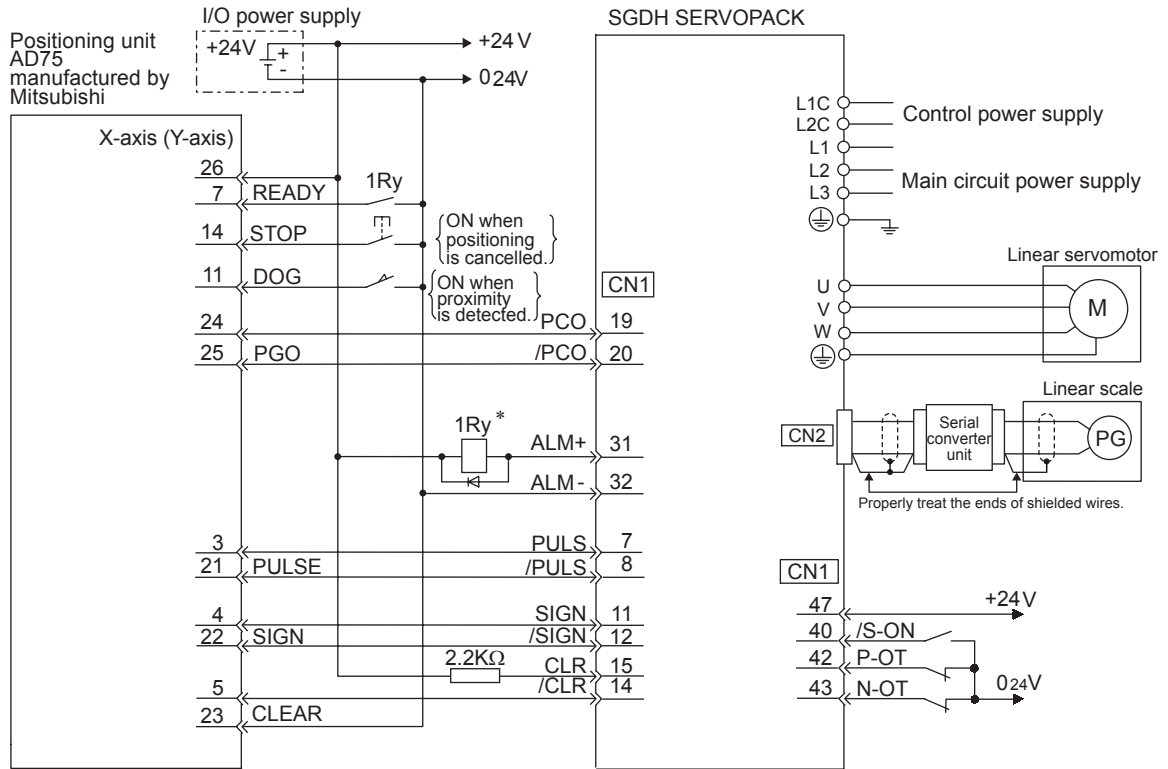 I/O power supply
SGDH SERVOPACK
Positioning unit
AD75
manufactured by
Mitsubishi
+24V
+
-
+24 V
024V
X-axis (Y-axis)
26
7 READY 1Ry
14 STOP
ON when
positioning
is cancelled.
11 DOG
ON when
proximity
is detected.
CN1
24 PCO 19
25 PGO /PCO 20
1Ry *
ALM+ 31
ALM - 32
3 PULS 7
21 PULSE /PULS 8
4 SIGN 11
22 SIGN /SIGN 12
2.2KΩ
CLR 15
5 /CLR 14
23 CLEAR
L1C
L2C
Control power supply
L1
L2
L3
Main circuit power supply
Linear servomotor
U
V
W
M
Linear scale
CN2
Serial
converter
unit
PG
Properly treat the ends of shielded wires.
CN1
47 +24V
40 /S-ON
42 P-OT
43 N-OT 024V